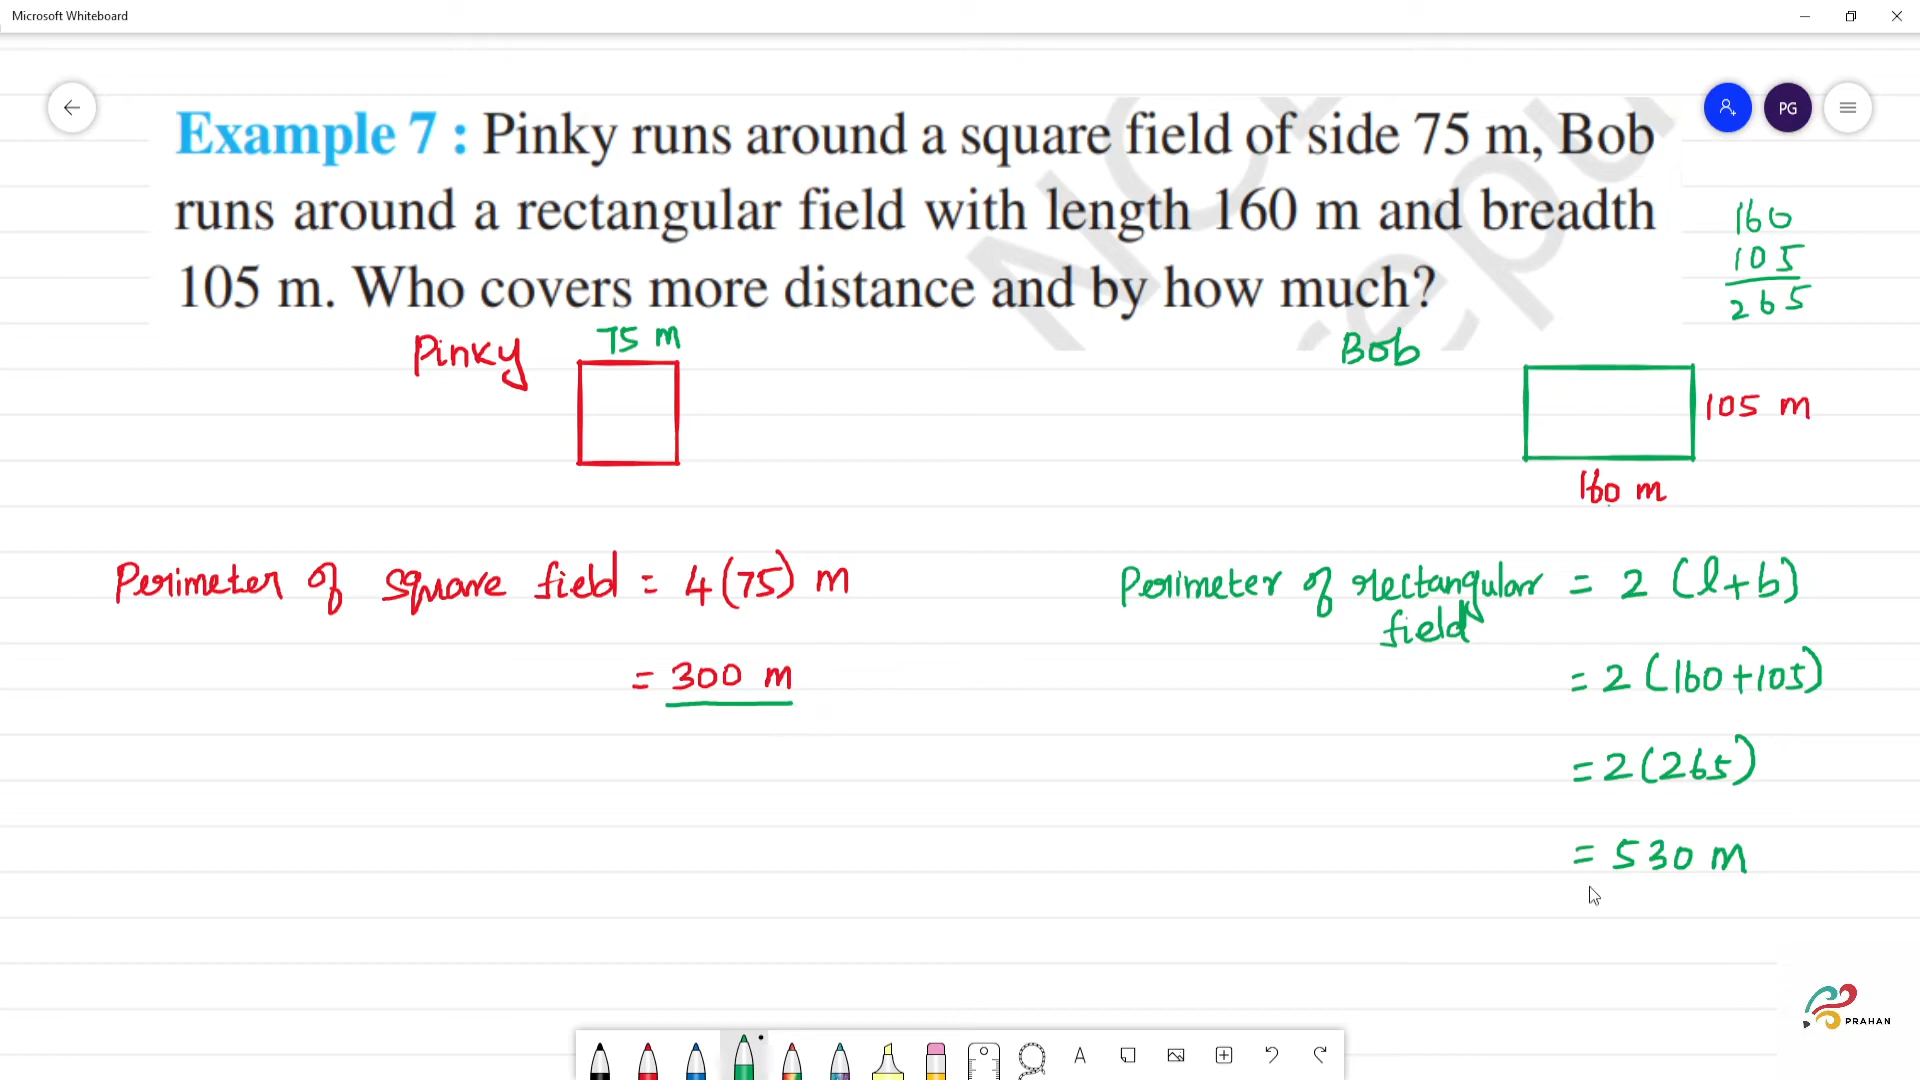 Microsoft Whiteboard
PG
Example 7 : Pinky runs around a square field of side 75 m, Bob
runs around a rectangular field with length 160 m and breadth
105 m. Who covers more distance and by how much?
160
105
265
Pinky
75 m
Bob
105 m
160 m
Perimeter of square field = 4 (75) m
= 300 m
Perimeter of rectangular = 2 (l+b)
field
= 2 (160+105)
= 2 (265)
= 530 m
PRAHAN
A